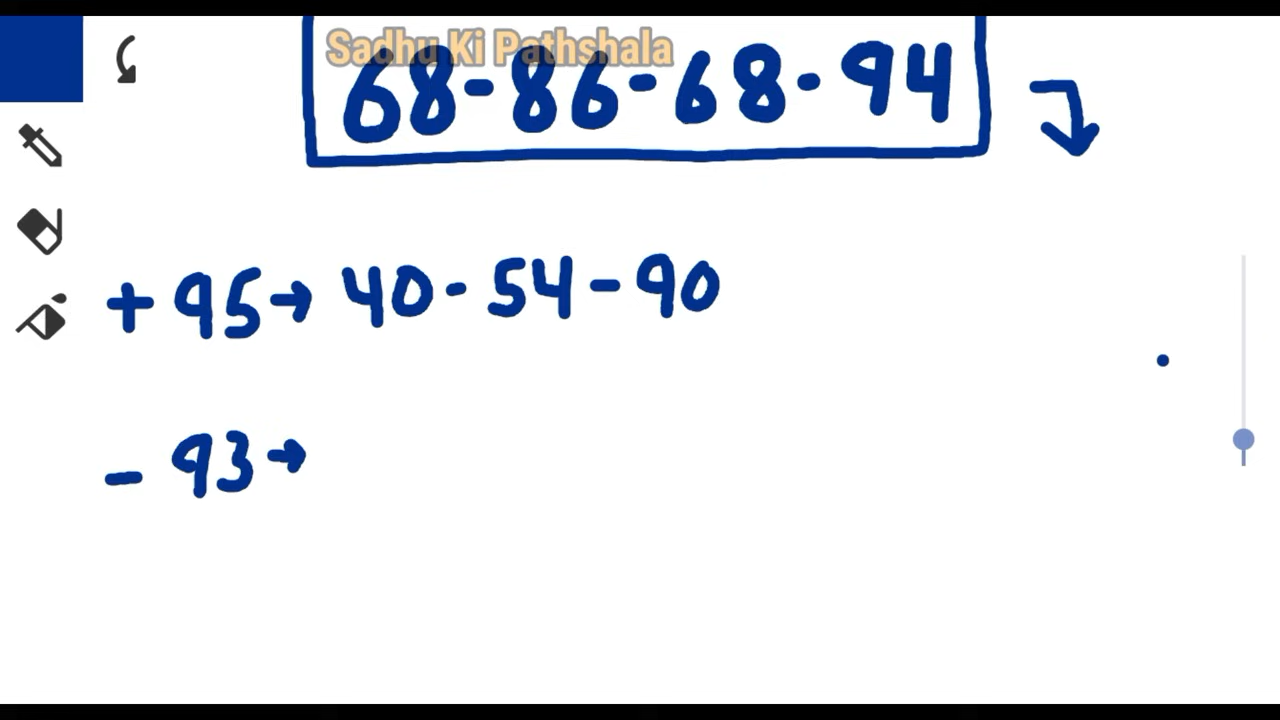 Sadhu Ki Pathshala
68-86-68-94
+ 95→ 40-54-90
- 93→